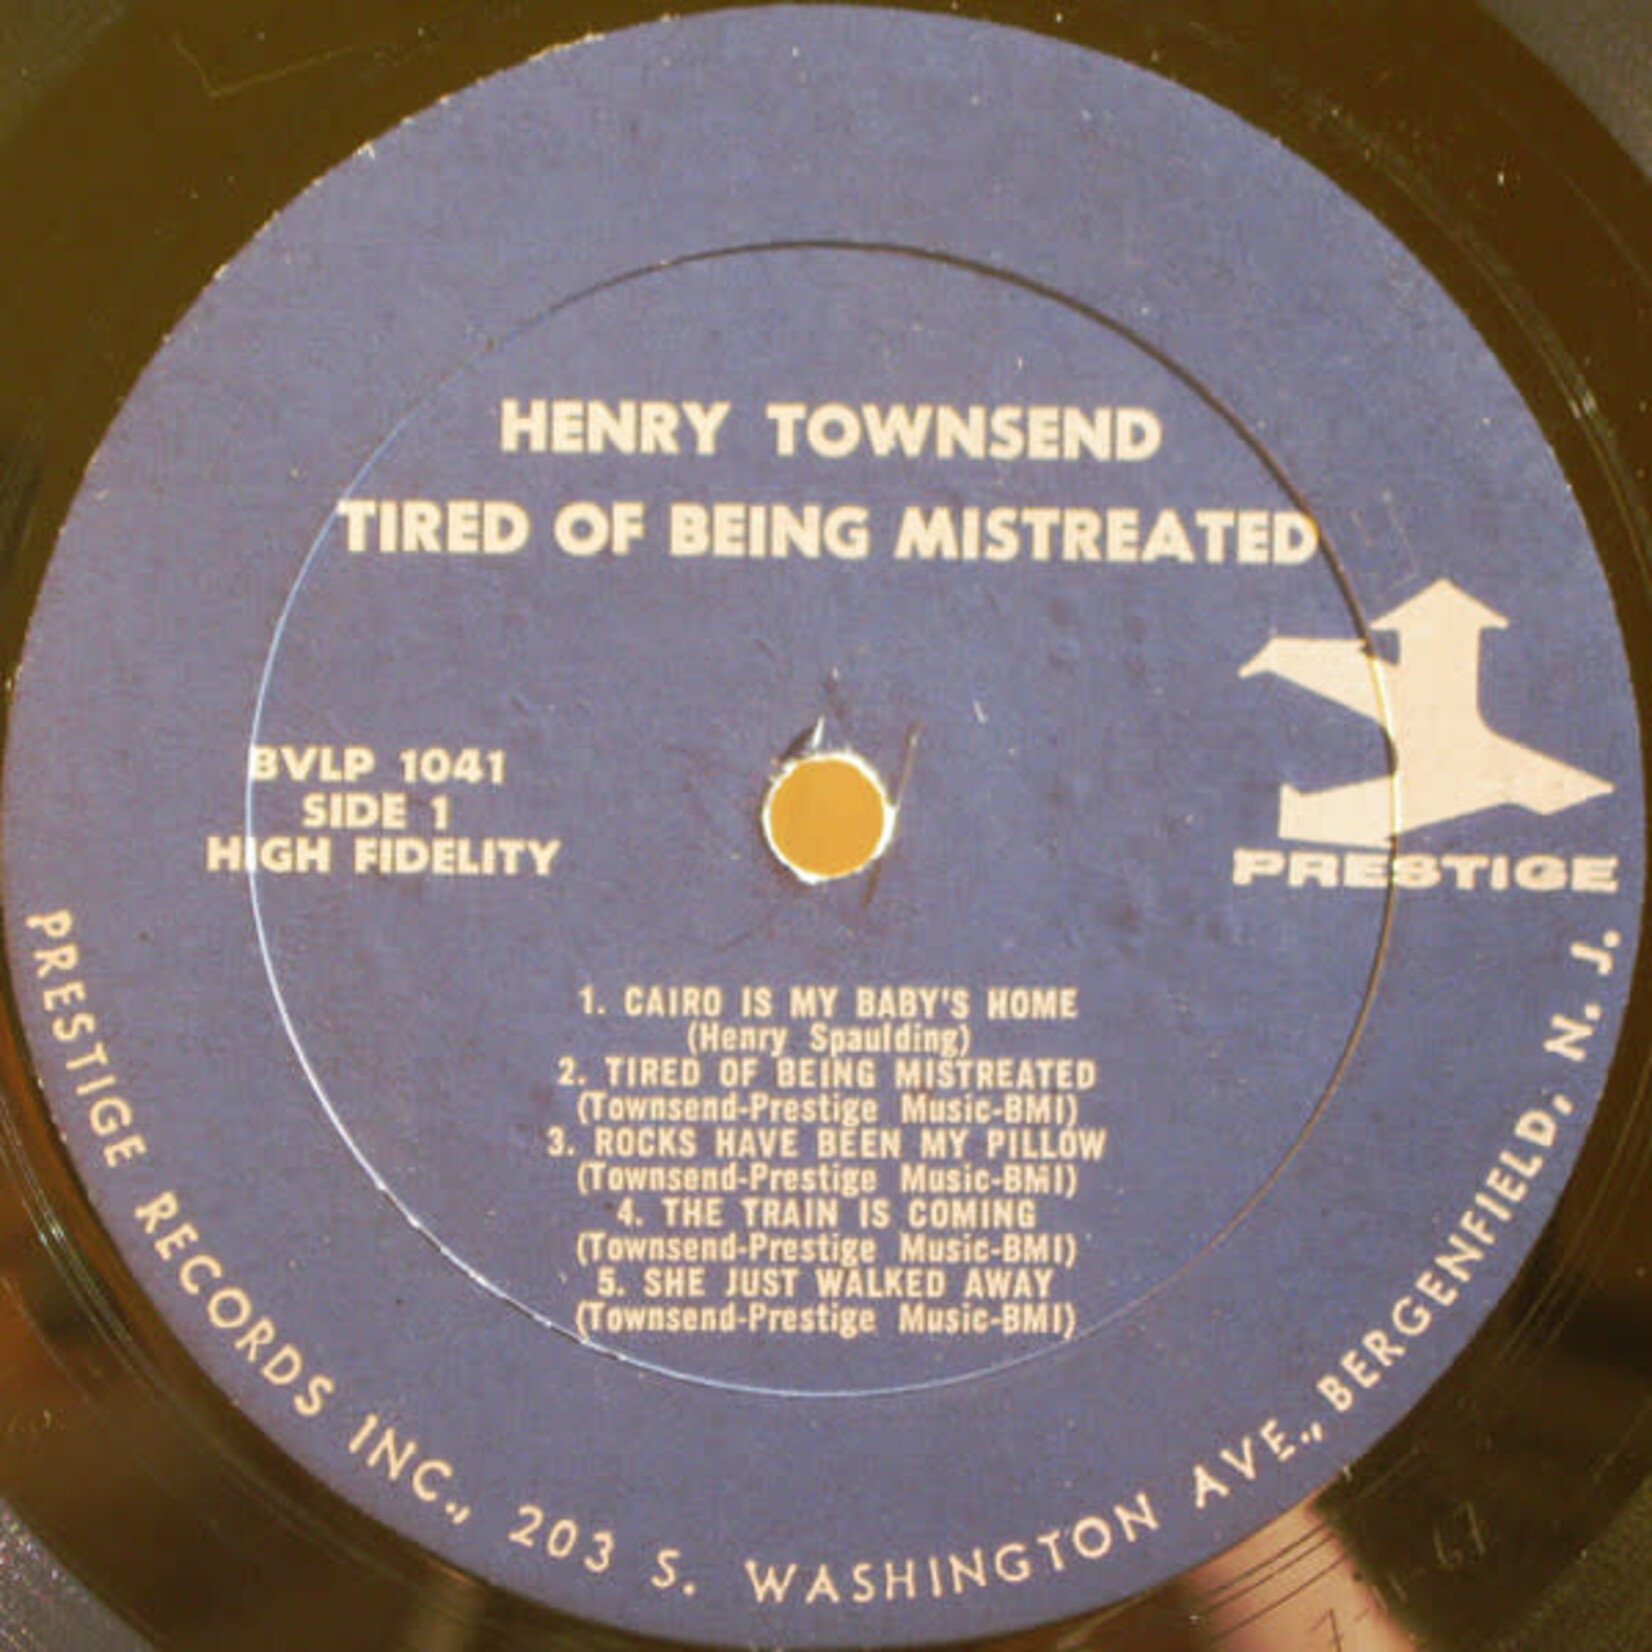 HENRY TOWNSEND
TIRED OF BEING MISTREATED
BVLP 1041
SIDE 1
HIGH FIDELITY
PRESTIGE
1. CAIRO IS MY BABY'S HOME
(Henry Spaulding)
2. TIRED OF BEING MISTREATED
(Townsend-Prestige Music-BMI)
3. ROCKS HAVE BEEN MY PILLOW
(Townsend-Prestige Music-BMI)
4. THE TRAIN IS COMING
(Townsend-Prestige Music-BMI)
5. SHE JUST WALKED AWAY
(Townsend-Prestige Music-BMI)
PRESTIGE RECORDS INC., 203 S. WASHINGTON AVE., BERGENFIELD, N. J.